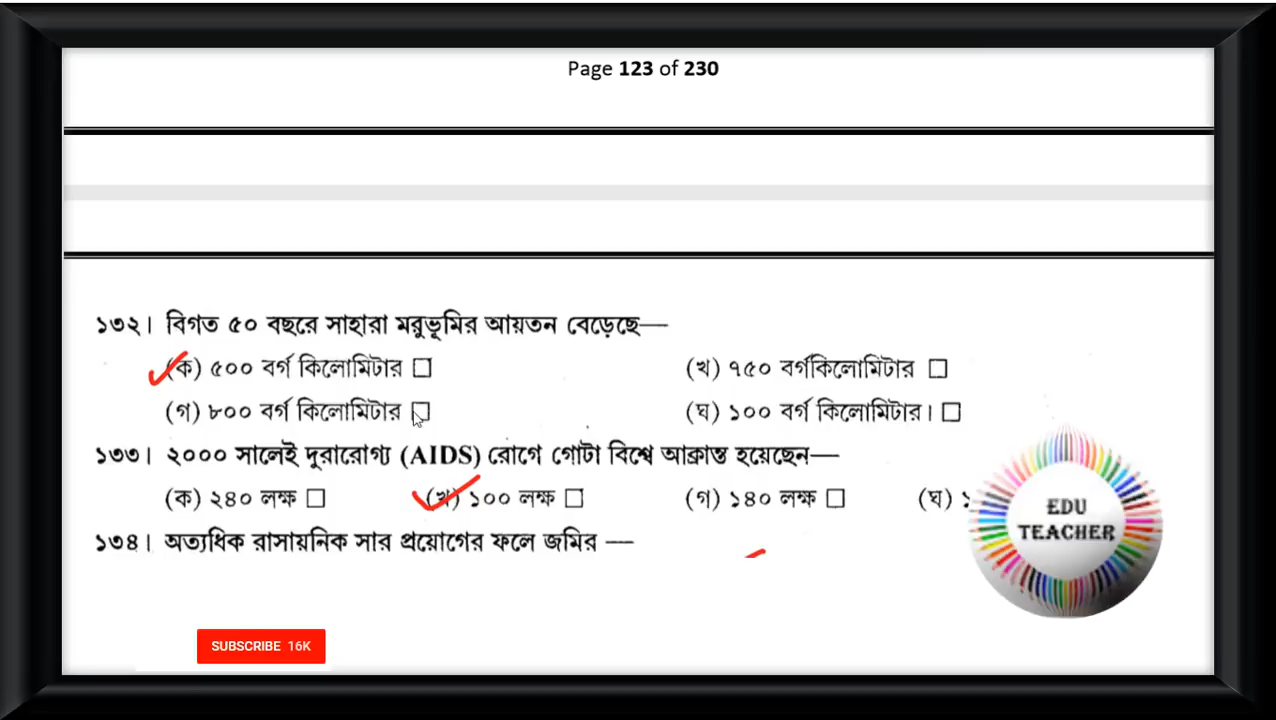 Page 123 of 230
১৩২। বিগত ৫০ বছরে সাহারা মরুভূমির আয়তন বেড়েছে—
(ক) ৫০০ বর্গ কিলোমিটার □ (খ) ৭৫০ বর্গকিলোমিটার □
(গ) ৮০০ বর্গ কিলোমিটার □ (ঘ) ১০০ বর্গ কিলোমিটার। □
১৩৩। ২০০০ সালেই দুরারোগ্য (AIDS) রোগে গোটা বিশ্বে আক্রান্ত হয়েছেন—
(ক) ২৪০ লক্ষ □ (খ) ১০০ লক্ষ □ (গ) ১৪০ লক্ষ □ (ঘ)
১৩৪। অত্যধিক রাসায়নিক সার প্রয়োগের ফলে জমির —
EDU
TEACHER
SUBSCRIBE 16K